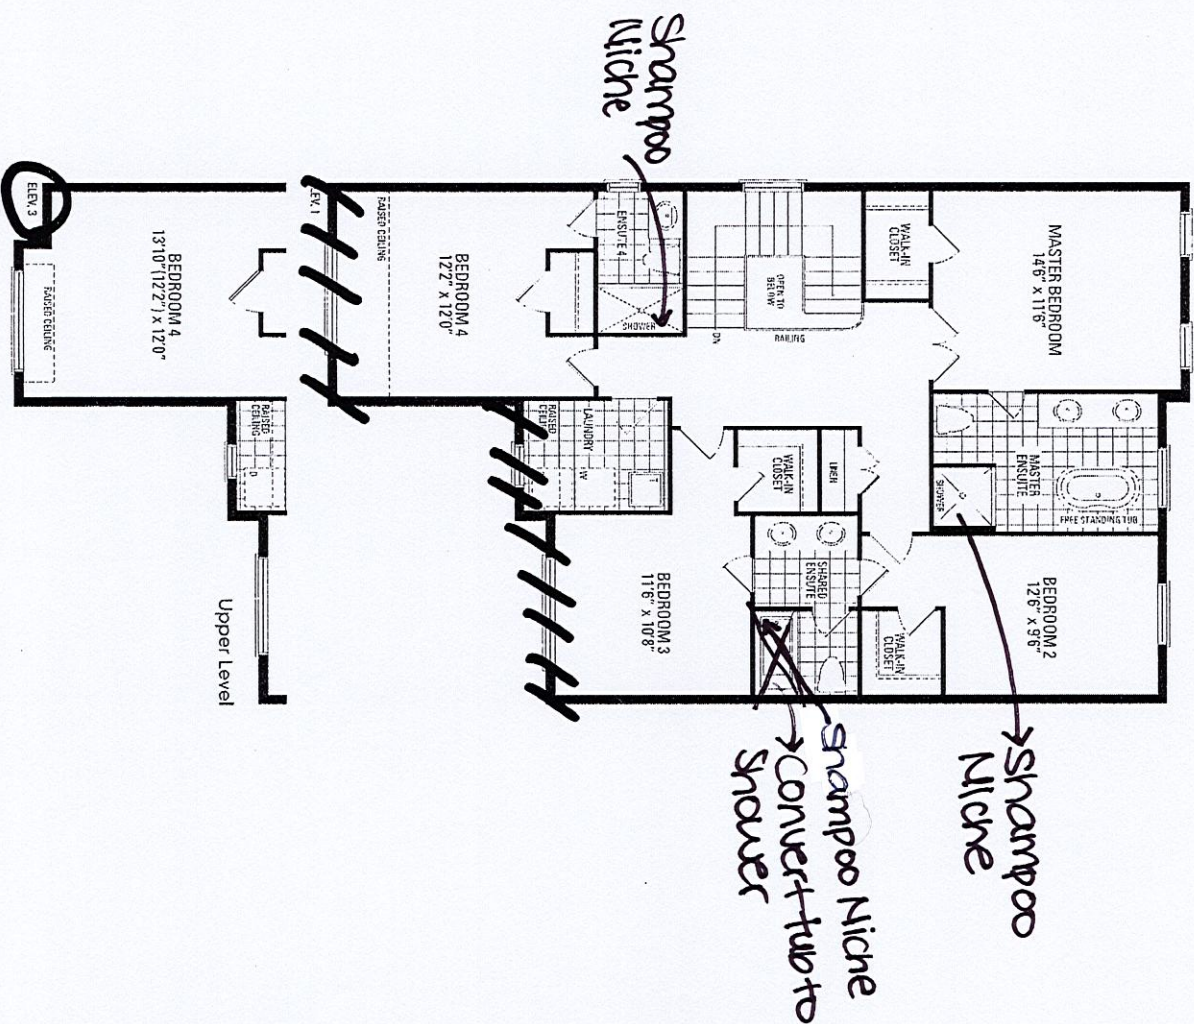 Shampoo
Niche
MASTER BEDROOM
14'6" x 11'6"
WALK-IN
CLOSET
OPEN TO
BELOW
RAILING
DN
ENSUITE 4
SHOWER
BEDROOM 4
12'2" x 12'0"
RAISED CEILING
ELEV. 1
BEDROOM 4
13'10"(12'2") x 12'0"
RAISED CEILING
ELEV. 3
MASTER
ENSUITE
FREE STANDING TUB
SHOWER
LINEN
WALK-IN
CLOSET
LAUNDRY
RAISED
CEILING
W
RAISED
CEILING
D
BEDROOM 2
12'6" x 9'6"
WALK-IN
CLOSET
SHARED
ENSUITE
BEDROOM 3
11'6" x 10'8"
Upper Level
Shampoo
Niche
Shampoo Niche
Convert tub to
Shower